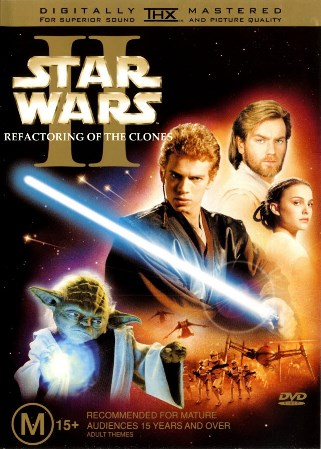 DIGITALLY THX MASTERED
FOR SUPERIOR SOUND AND PICTURE QUALITY
II
STAR
WARS
REFACTORING OF THE CLONES
DVD
M 15+
RECOMMENDED FOR MATURE
AUDIENCES 15 YEARS AND OVER
ADULT THEMES